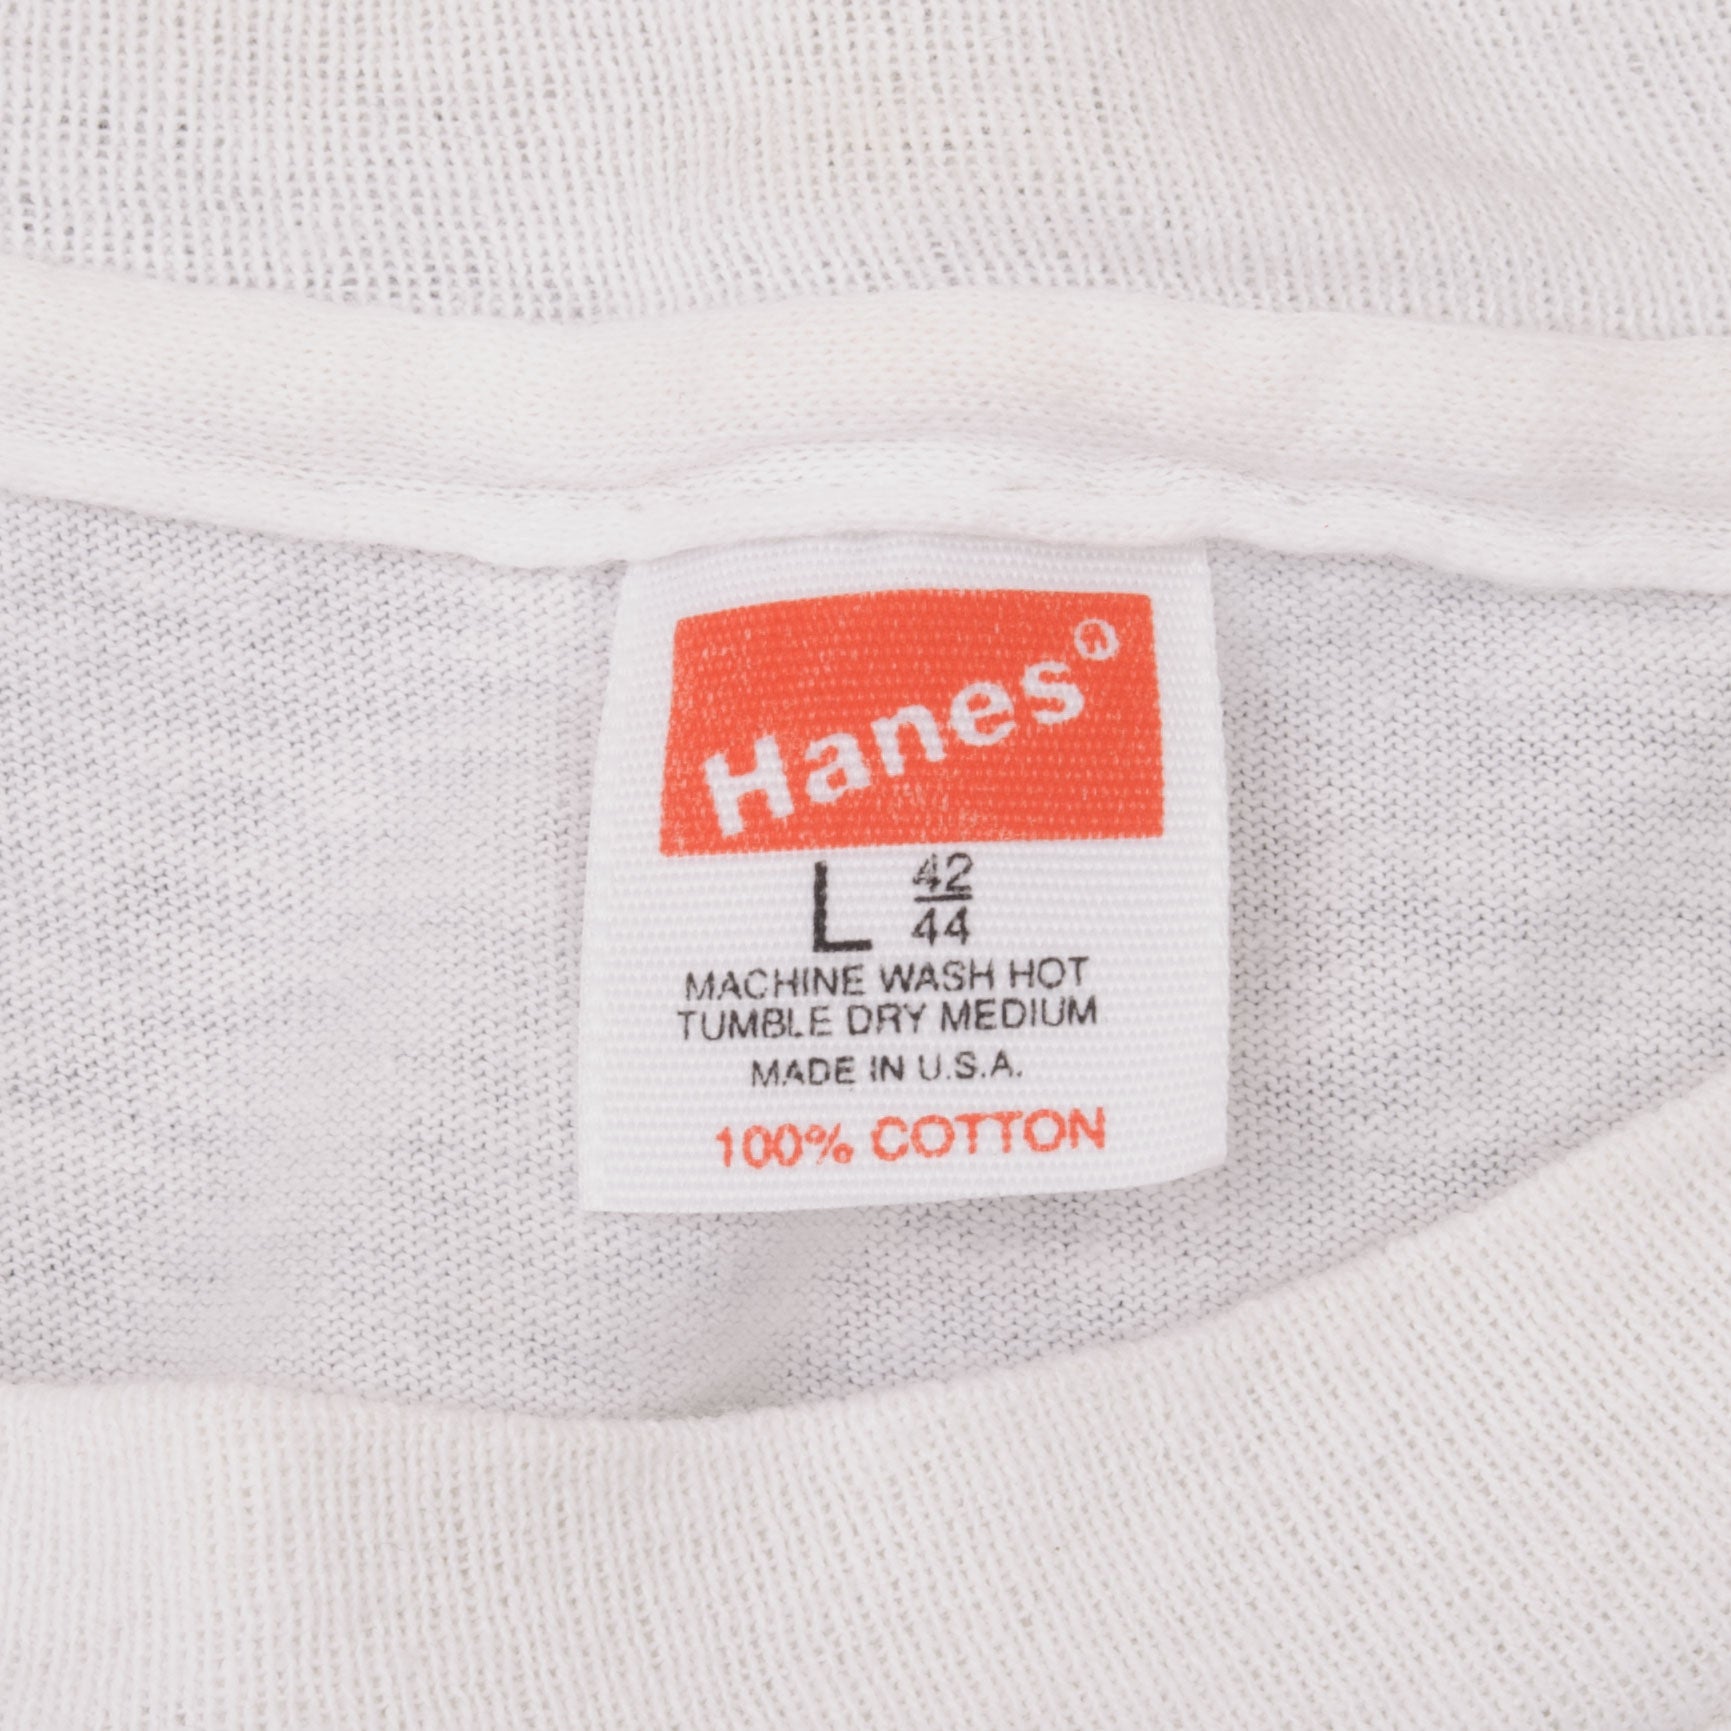 Hanes®
L 42/44
MACHINE WASH HOT
TUMBLE DRY MEDIUM
MADE IN U.S.A.
100% COTTON